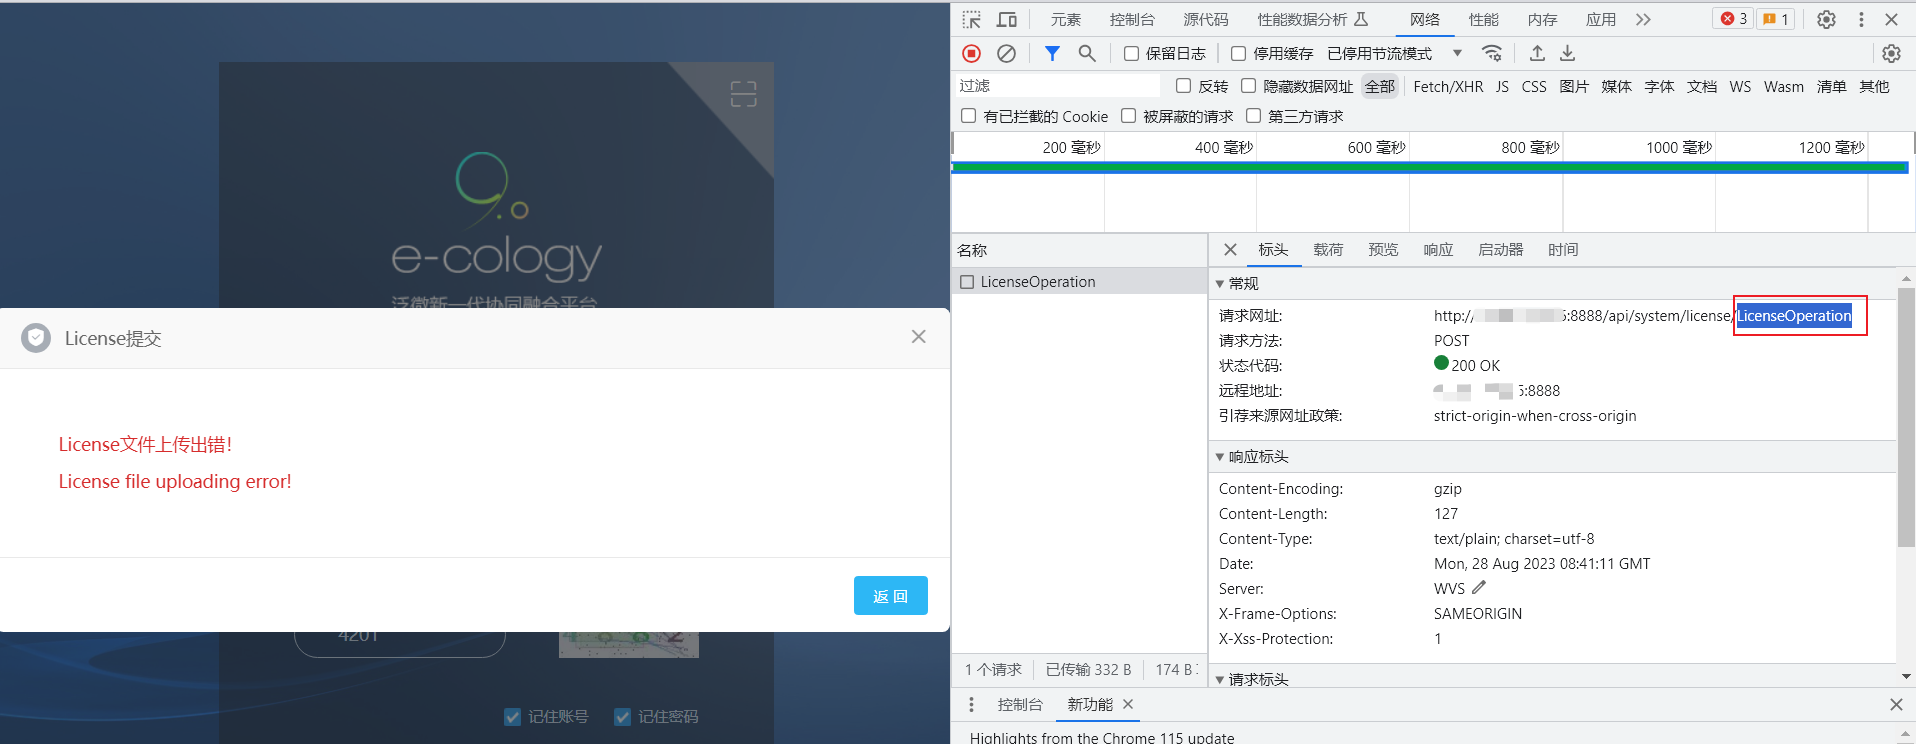 e-cology
泛微新一代协同融合平台
License提交
License文件上传出错!
License file uploading error!
返 回
4201
记住账号 记住密码
元素 控制台 源代码 性能数据分析 网络 性能 内存 应用 3 1
保留日志 停用缓存 已停用节流模式
过滤 反转 隐藏数据网址 全部 Fetch/XHR JS CSS 图片 媒体 字体 文档 WS Wasm 清单 其他
有已拦截的 Cookie 被屏蔽的请求 第三方请求
200 毫秒 400 毫秒 600 毫秒 800 毫秒 1000 毫秒 1200 毫秒
名称
LicenseOperation
1 个请求 已传输 332 B 174 B
标头 载荷 预览 响应 启动器 时间
常规
请求网址: http:/ :8888/api/system/license/LicenseOperation
请求方法: POST
状态代码: 200 OK
远程地址: :8888
引荐来源网址政策: strict-origin-when-cross-origin
响应标头
Content-Encoding: gzip
Content-Length: 127
Content-Type: text/plain; charset=utf-8
Date: Mon, 28 Aug 2023 08:41:11 GMT
Server: WVS
X-Frame-Options: SAMEORIGIN
X-Xss-Protection: 1
请求标头
控制台 新功能
Highlights from the Chrome 115 update